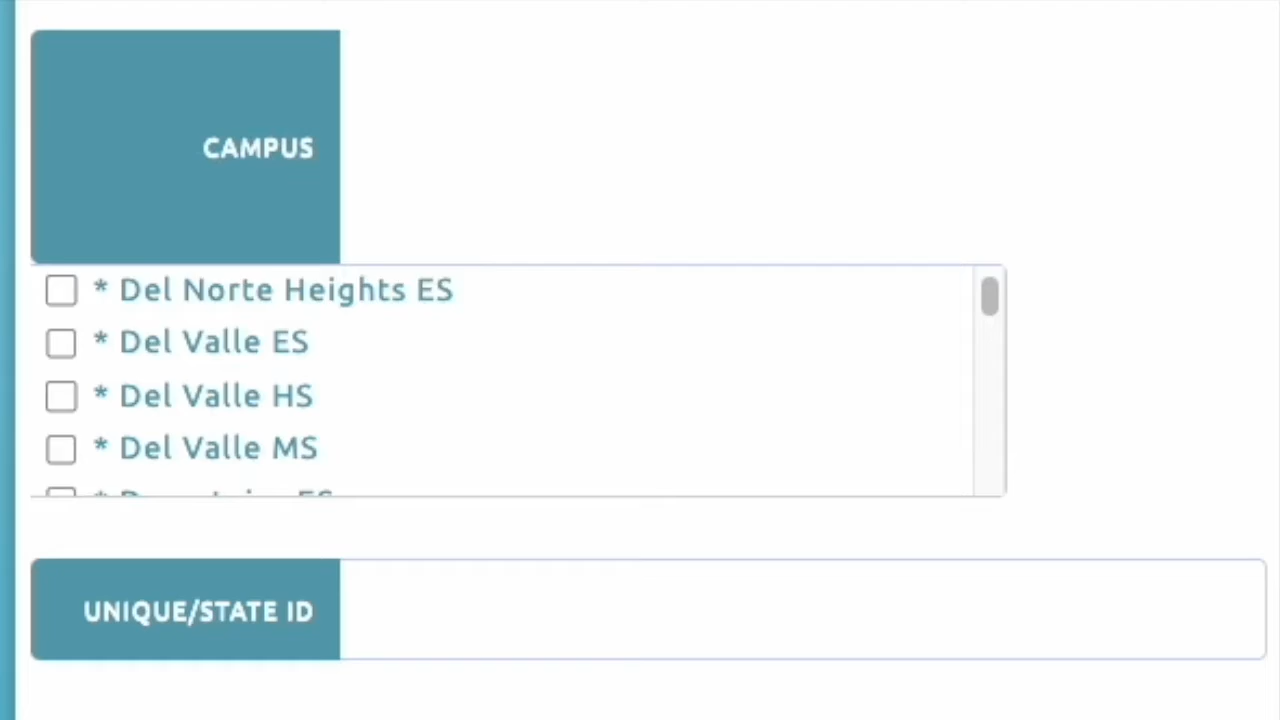 CAMPUS
* Del Norte Heights ES
* Del Valle ES
* Del Valle HS
* Del Valle MS
UNIQUE/STATE ID